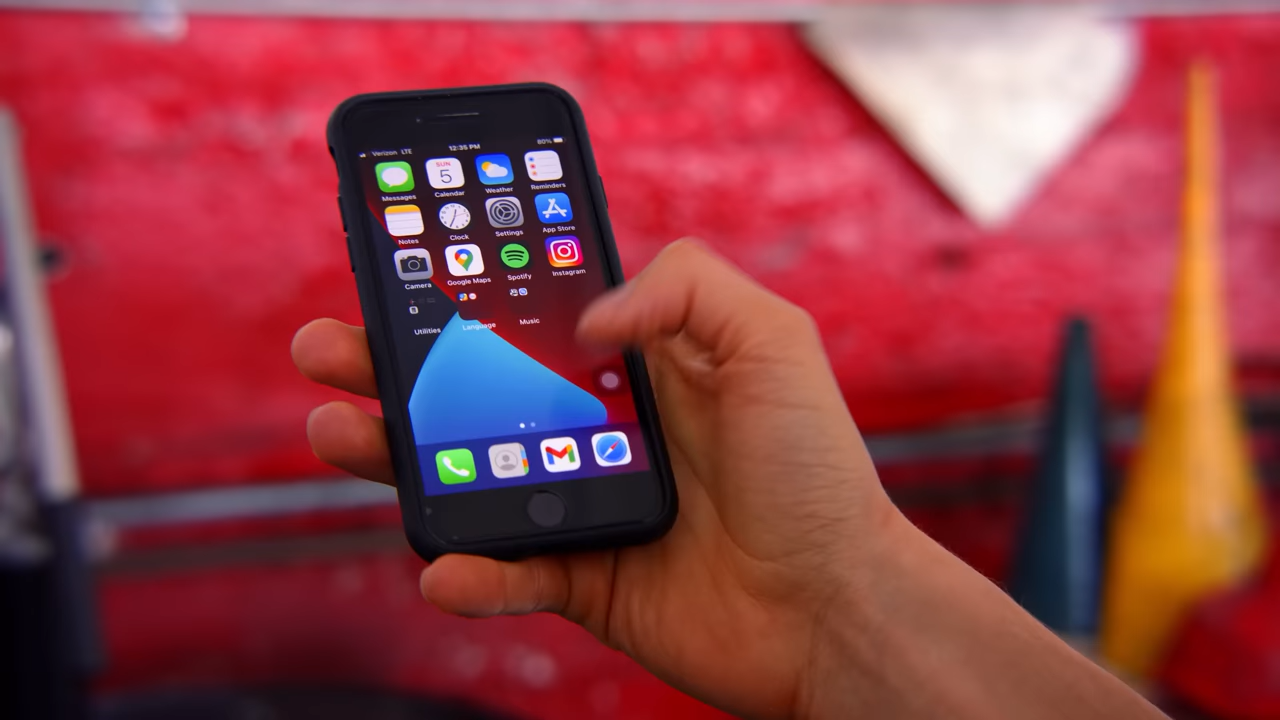 Verizon LTE 12:35 PM 60%
SUN
5
Messages Calendar Weather Reminders
Notes Clock Settings App Store
Camera Google Maps Spotify Instagram
Utilities Language Music